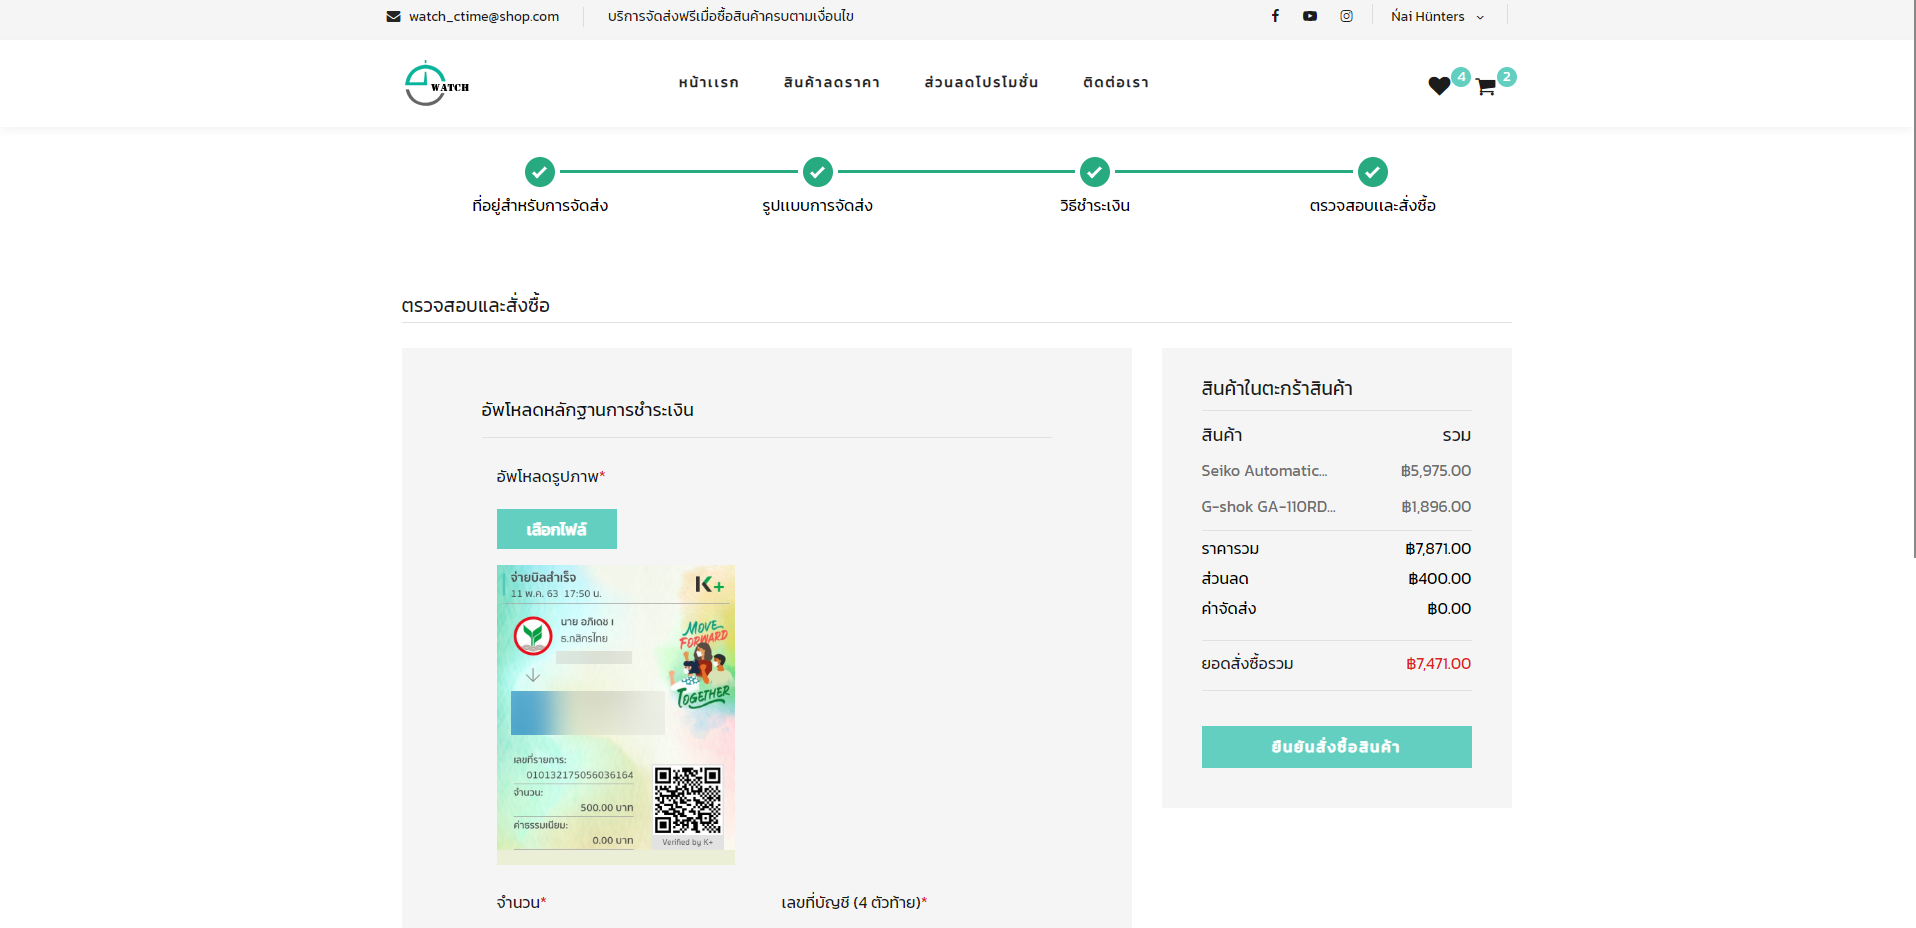 watch_ctime@shop.com
บริการจัดส่งฟรีเมื่อซื้อสินค้าครบตามเงื่อนไข
Ńai Hünters
WATCH
หน้าแรก
สินค้าลดราคา
ส่วนลดโปรโมชั่น
ติดต่อเรา
4
2
ที่อยู่สำหรับการจัดส่ง
รูปแบบการจัดส่ง
วิธีชำระเงิน
ตรวจสอบและสั่งซื้อ
ตรวจสอบและสั่งซื้อ
อัพโหลดหลักฐานการชำระเงิน
อัพโหลดรูปภาพ*
เลือกไฟล์
จ่ายบิลสำเร็จ
11 พ.ค. 63 17:50 น.
K+
นาย อภิเดช เ
ธ.กสิกรไทย
MOVE
FORWARD
TOGETHER
เลขที่รายการ:
010132175056036164
จำนวน:
500.00 บาท
ค่าธรรมเนียม:
0.00 บาท
Verified by K+
จำนวน*
เลขที่บัญชี (4 ตัวท้าย)*
สินค้าในตะกร้าสินค้า
สินค้า รวม
Seiko Automatic... ฿5,975.00
G-shok GA-110RD... ฿1,896.00
ราคารวม ฿7,871.00
ส่วนลด ฿400.00
ค่าจัดส่ง ฿0.00
ยอดสั่งซื้อรวม ฿7,471.00
ยืนยันสั่งซื้อสินค้า